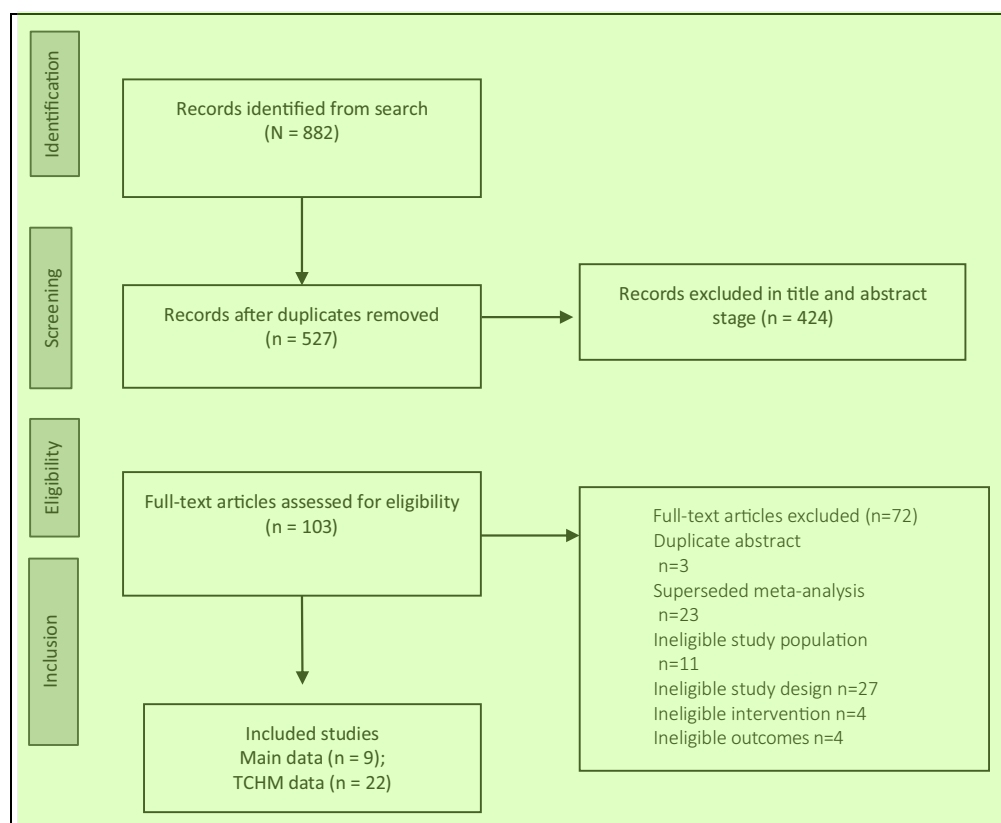 Identification
Records identified from search
(N = 882)
Screening
Records after duplicates removed
(n = 527)
Records excluded in title and abstract
stage (n = 424)
Eligibility
Full-text articles assessed for eligibility
(n = 103)
Full-text articles excluded (n=72)
Duplicate abstract
n=3
Superseded meta-analysis
n=23
Ineligible study population
n=11
Ineligible study design n=27
Ineligible intervention n=4
Ineligible outcomes n=4
Inclusion
Included studies
Main data (n = 9);
TCHM data (n = 22)